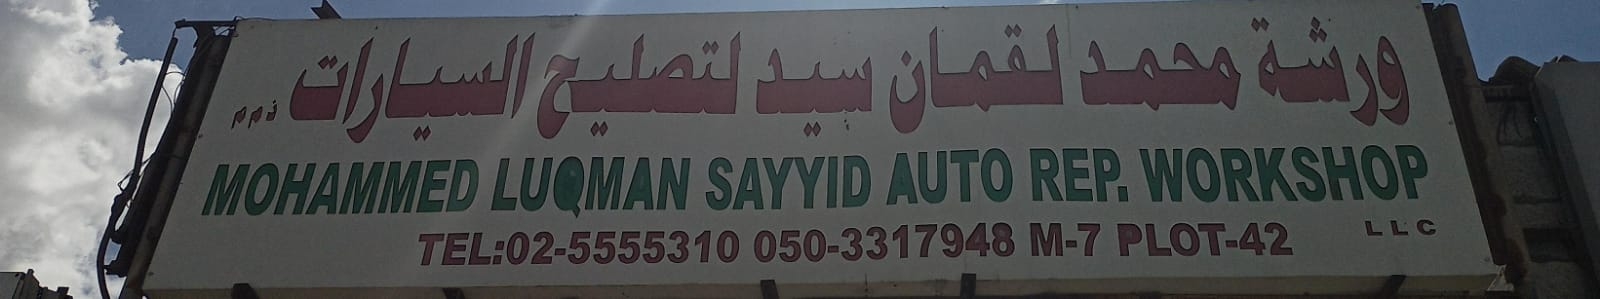 ورشة محمد لقمان سيد لتصليح السيارات ذ م م
MOHAMMED LUQMAN SAYYID AUTO REP. WORKSHOP
LLC
TEL:02-5555310 050-3317948 M-7 PLOT-42